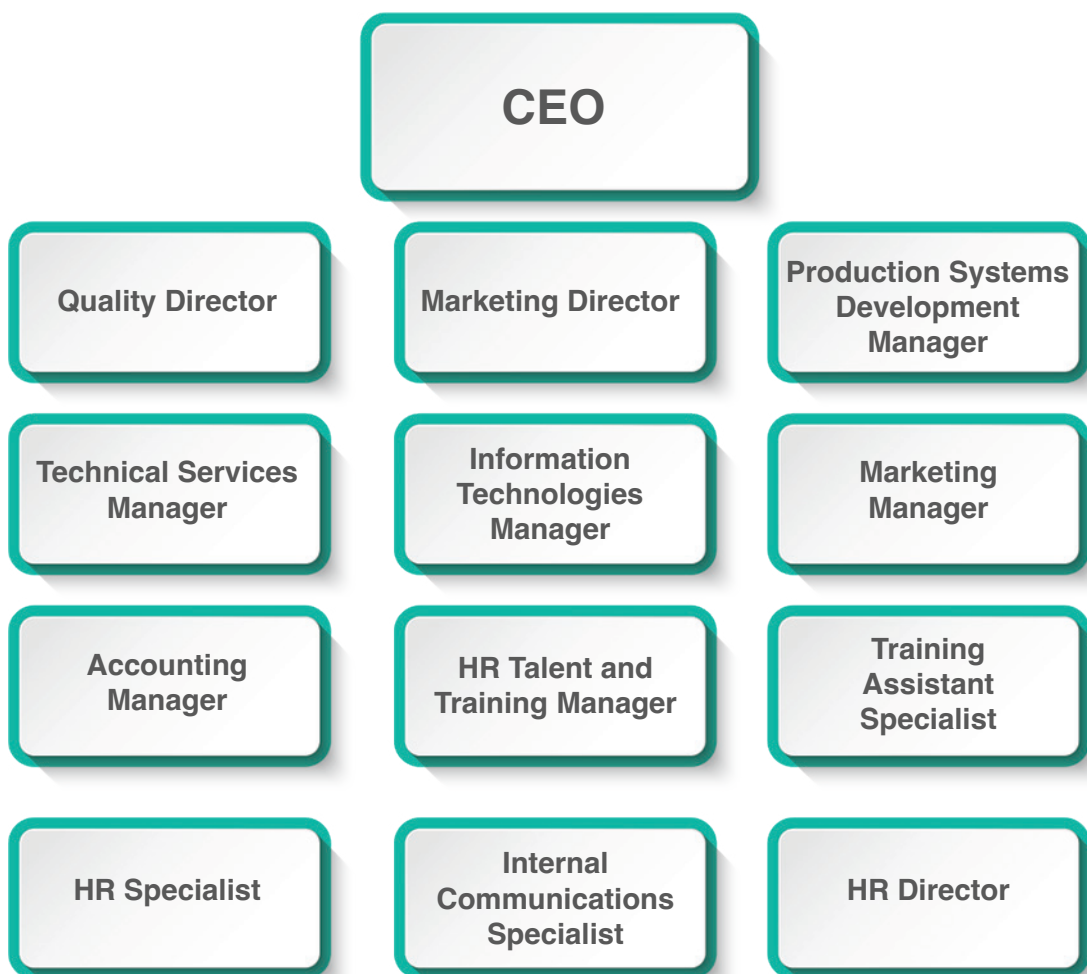 CEO
Quality Director
Marketing Director
Production Systems
Development
Manager
Technical Services
Manager
Information
Technologies
Manager
Marketing
Manager
Accounting
Manager
HR Talent and
Training Manager
Training
Assistant
Specialist
HR Specialist
Internal
Communications
Specialist
HR Director